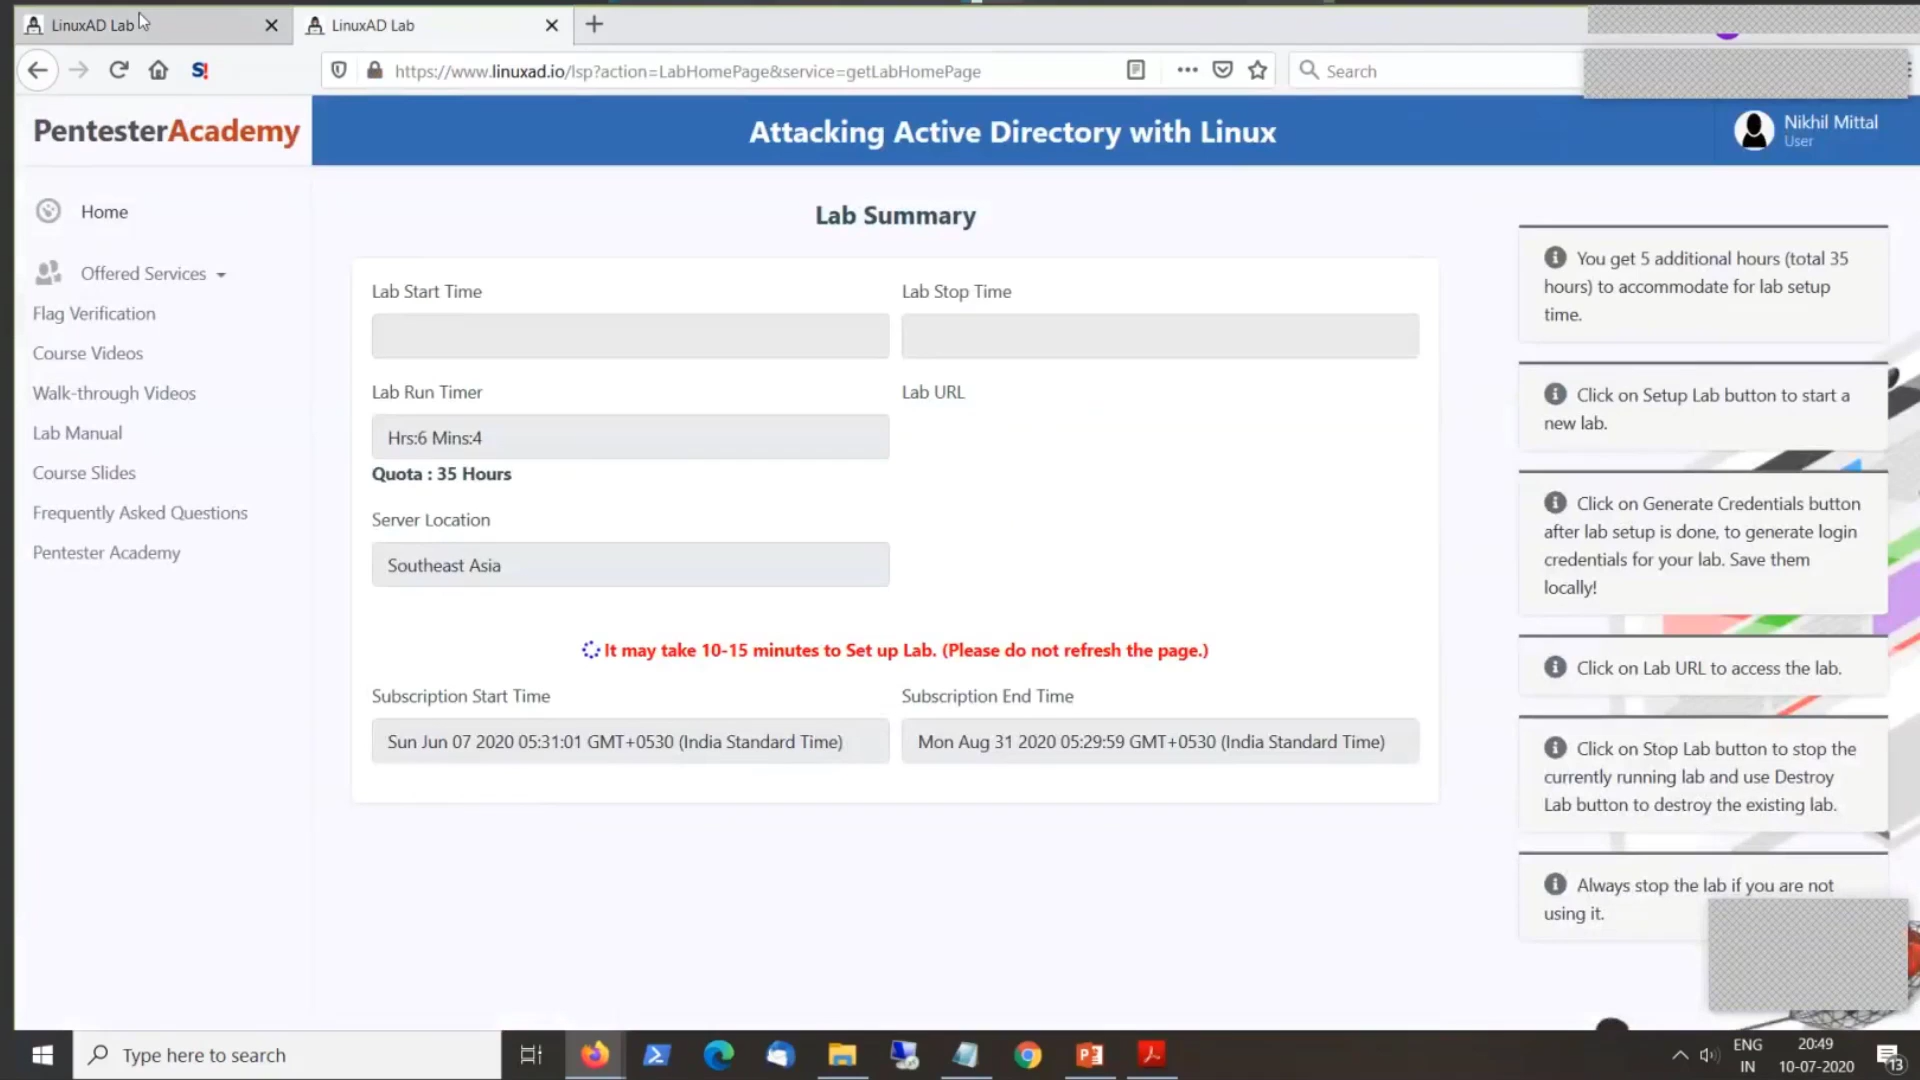 LinuxAD Lab
LinuxAD Lab
S!
https://www.linuxad.io/lsp?action=LabHomePage&service=getLabHomePage
Search
PentesterAcademy
Attacking Active Directory with Linux
Nikhil Mittal
User
Home
Offered Services
Flag Verification
Course Videos
Walk-through Videos
Lab Manual
Course Slides
Frequently Asked Questions
Pentester Academy
Lab Summary
Lab Start Time
Lab Stop Time
Lab Run Timer
Lab URL
Hrs:6 Mins:4
Quota : 35 Hours
Server Location
Southeast Asia
It may take 10-15 minutes to Set up Lab. (Please do not refresh the page.)
Subscription Start Time
Subscription End Time
Sun Jun 07 2020 05:31:01 GMT+0530 (India Standard Time)
Mon Aug 31 2020 05:29:59 GMT+0530 (India Standard Time)
You get 5 additional hours (total 35
hours) to accommodate for lab setup
time.
Click on Setup Lab button to start a
new lab.
Click on Generate Credentials button
after lab setup is done, to generate login
credentials for your lab. Save them
locally!
Click on Lab URL to access the lab.
Click on Stop Lab button to stop the
currently running lab and use Destroy
Lab button to destroy the existing lab.
Always stop the lab if you are not
using it.
Type here to search
ENG
IN
20:49
10-07-2020
13